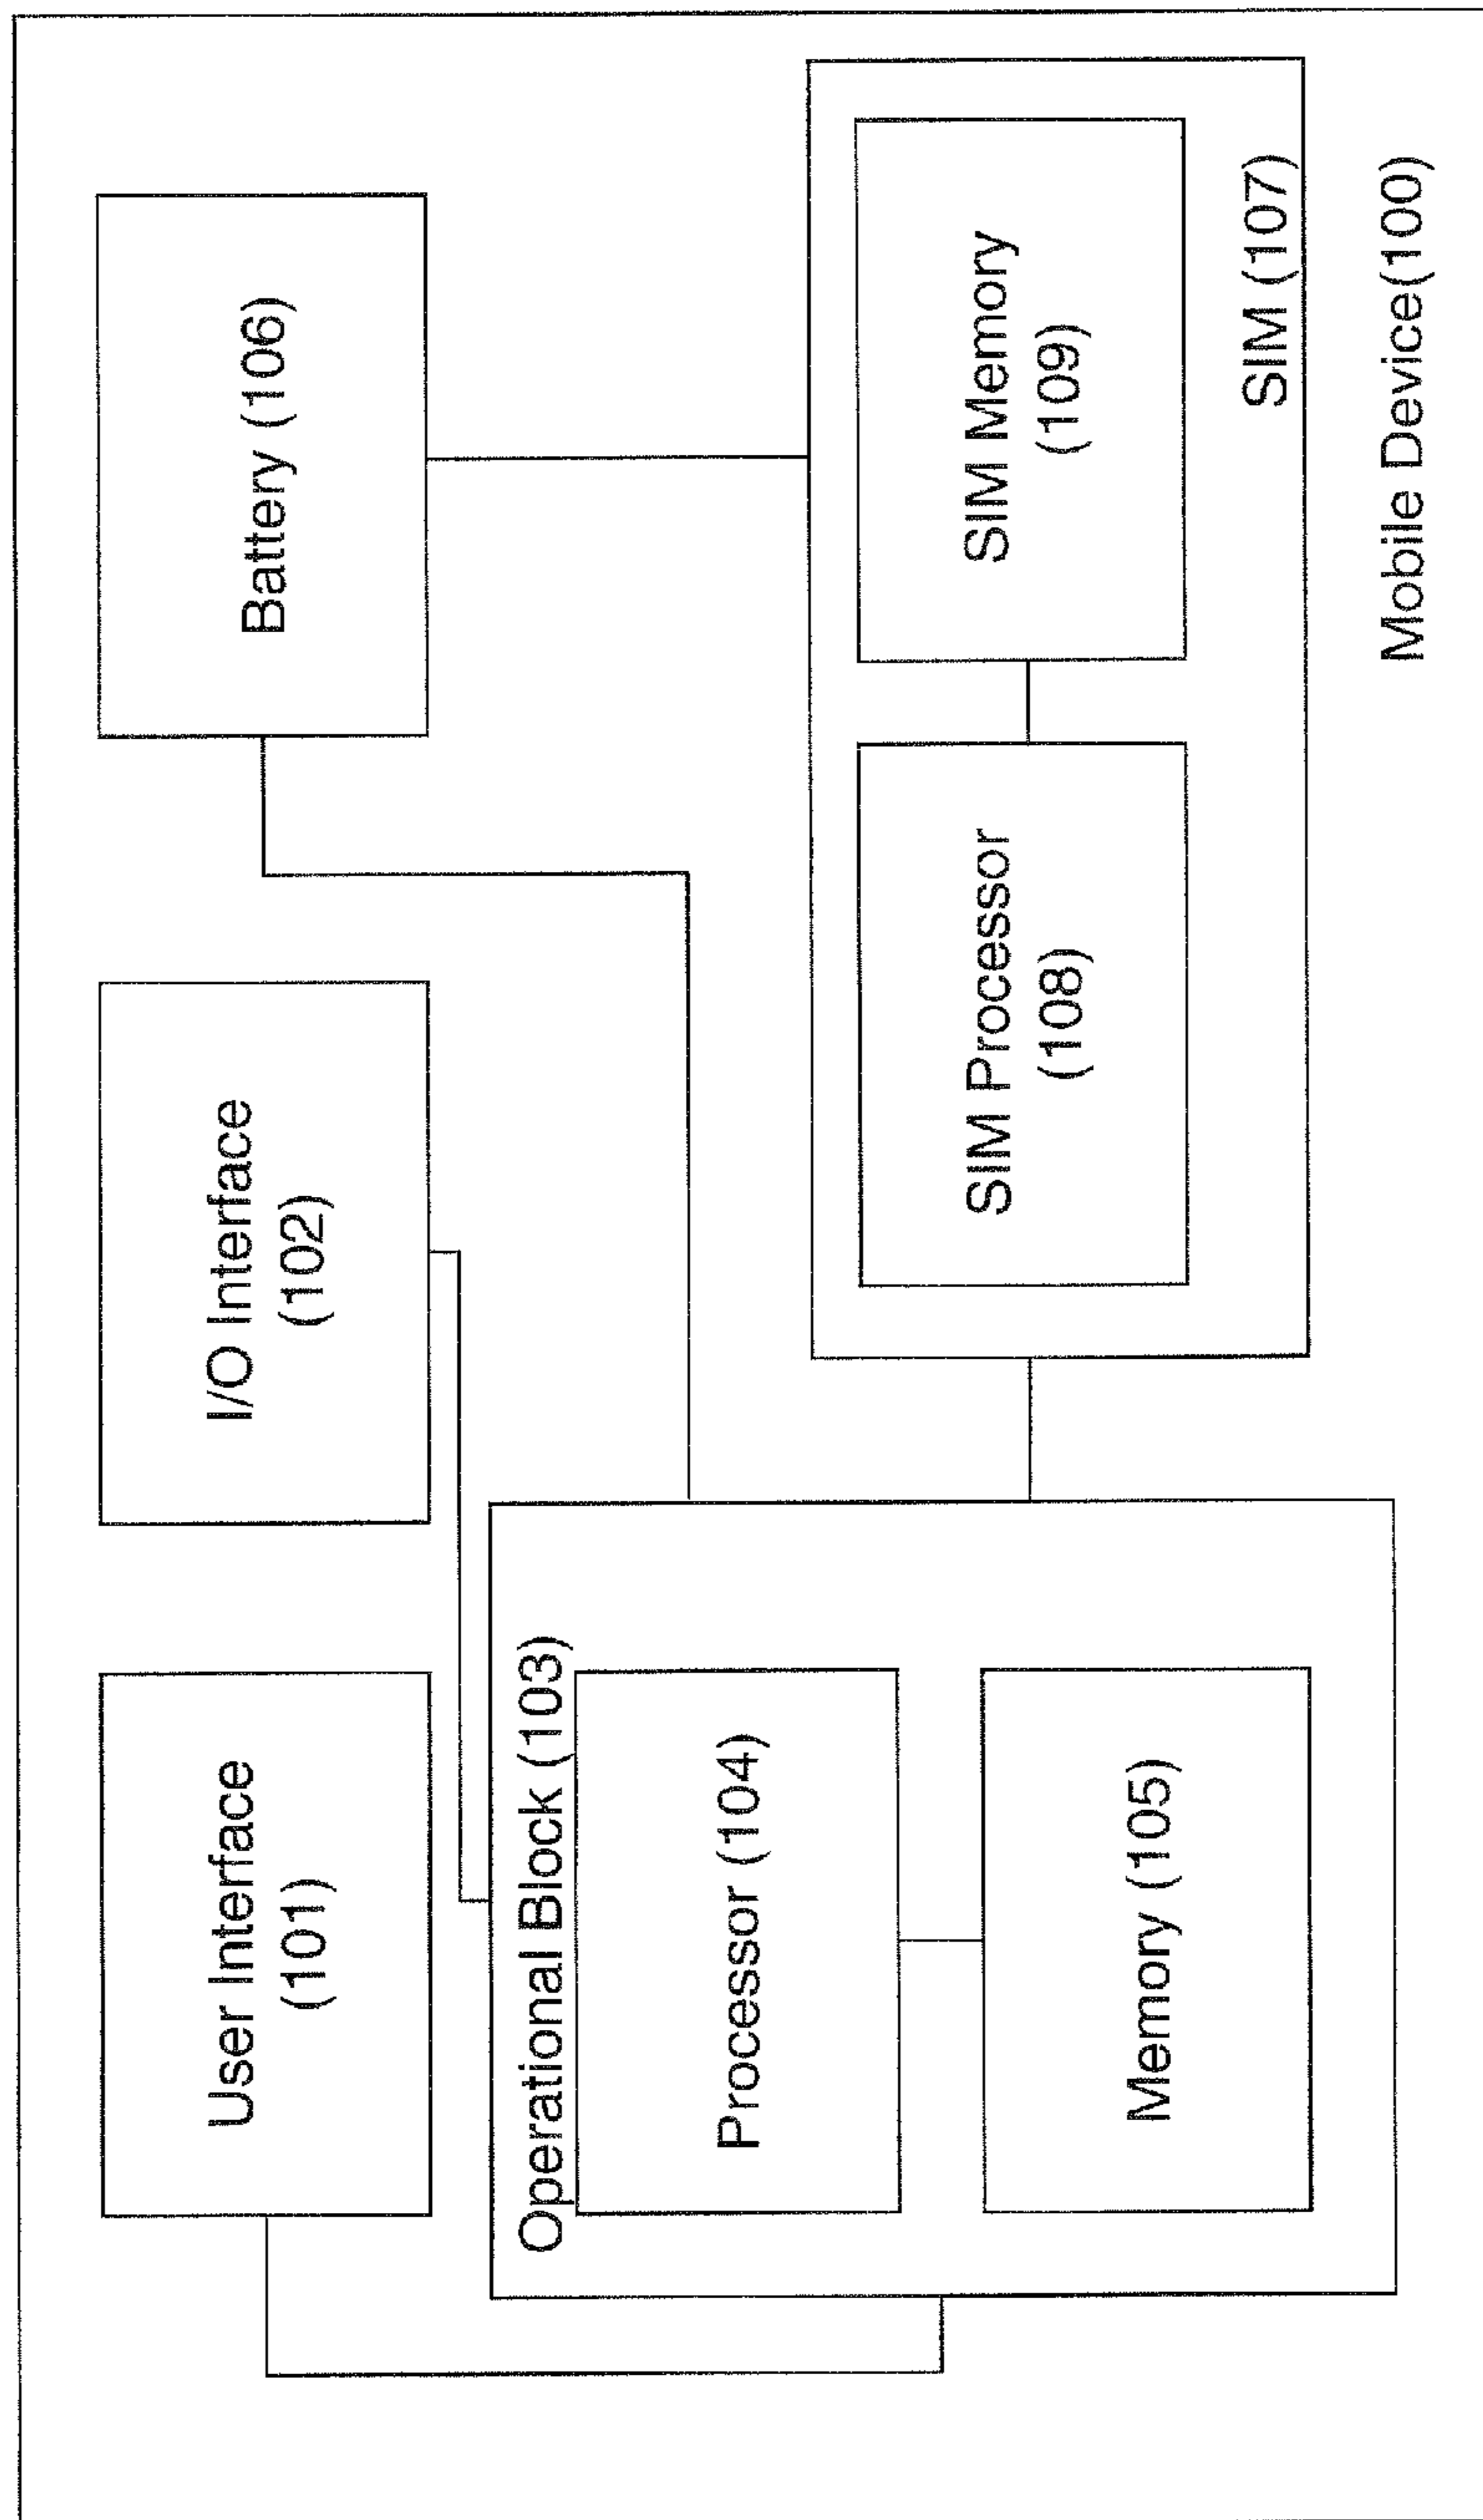 User Interface
(101)
I/O Interface
(102)
Battery (106)
Operational Block (103)
Processor (104)
Memory (105)
SIM Processor
(108)
SIM Memory
(109)
SIM (107)
Mobile Device(100)